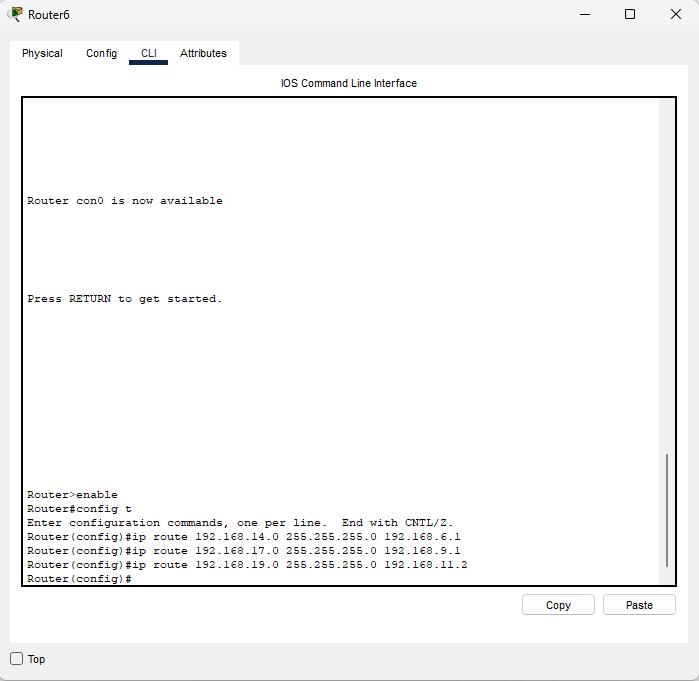 Router6
Physical Config CLI Attributes
IOS Command Line Interface
Router con0 is now available
Press RETURN to get started.
Router>enable
Router#config t
Enter configuration commands, one per line.  End with CNTL/Z.
Router(config)#ip route 192.168.14.0 255.255.255.0 192.168.6.1
Router(config)#ip route 192.168.17.0 255.255.255.0 192.168.9.1
Router(config)#ip route 192.168.19.0 255.255.255.0 192.168.11.2
Router(config)#
Copy Paste
Top